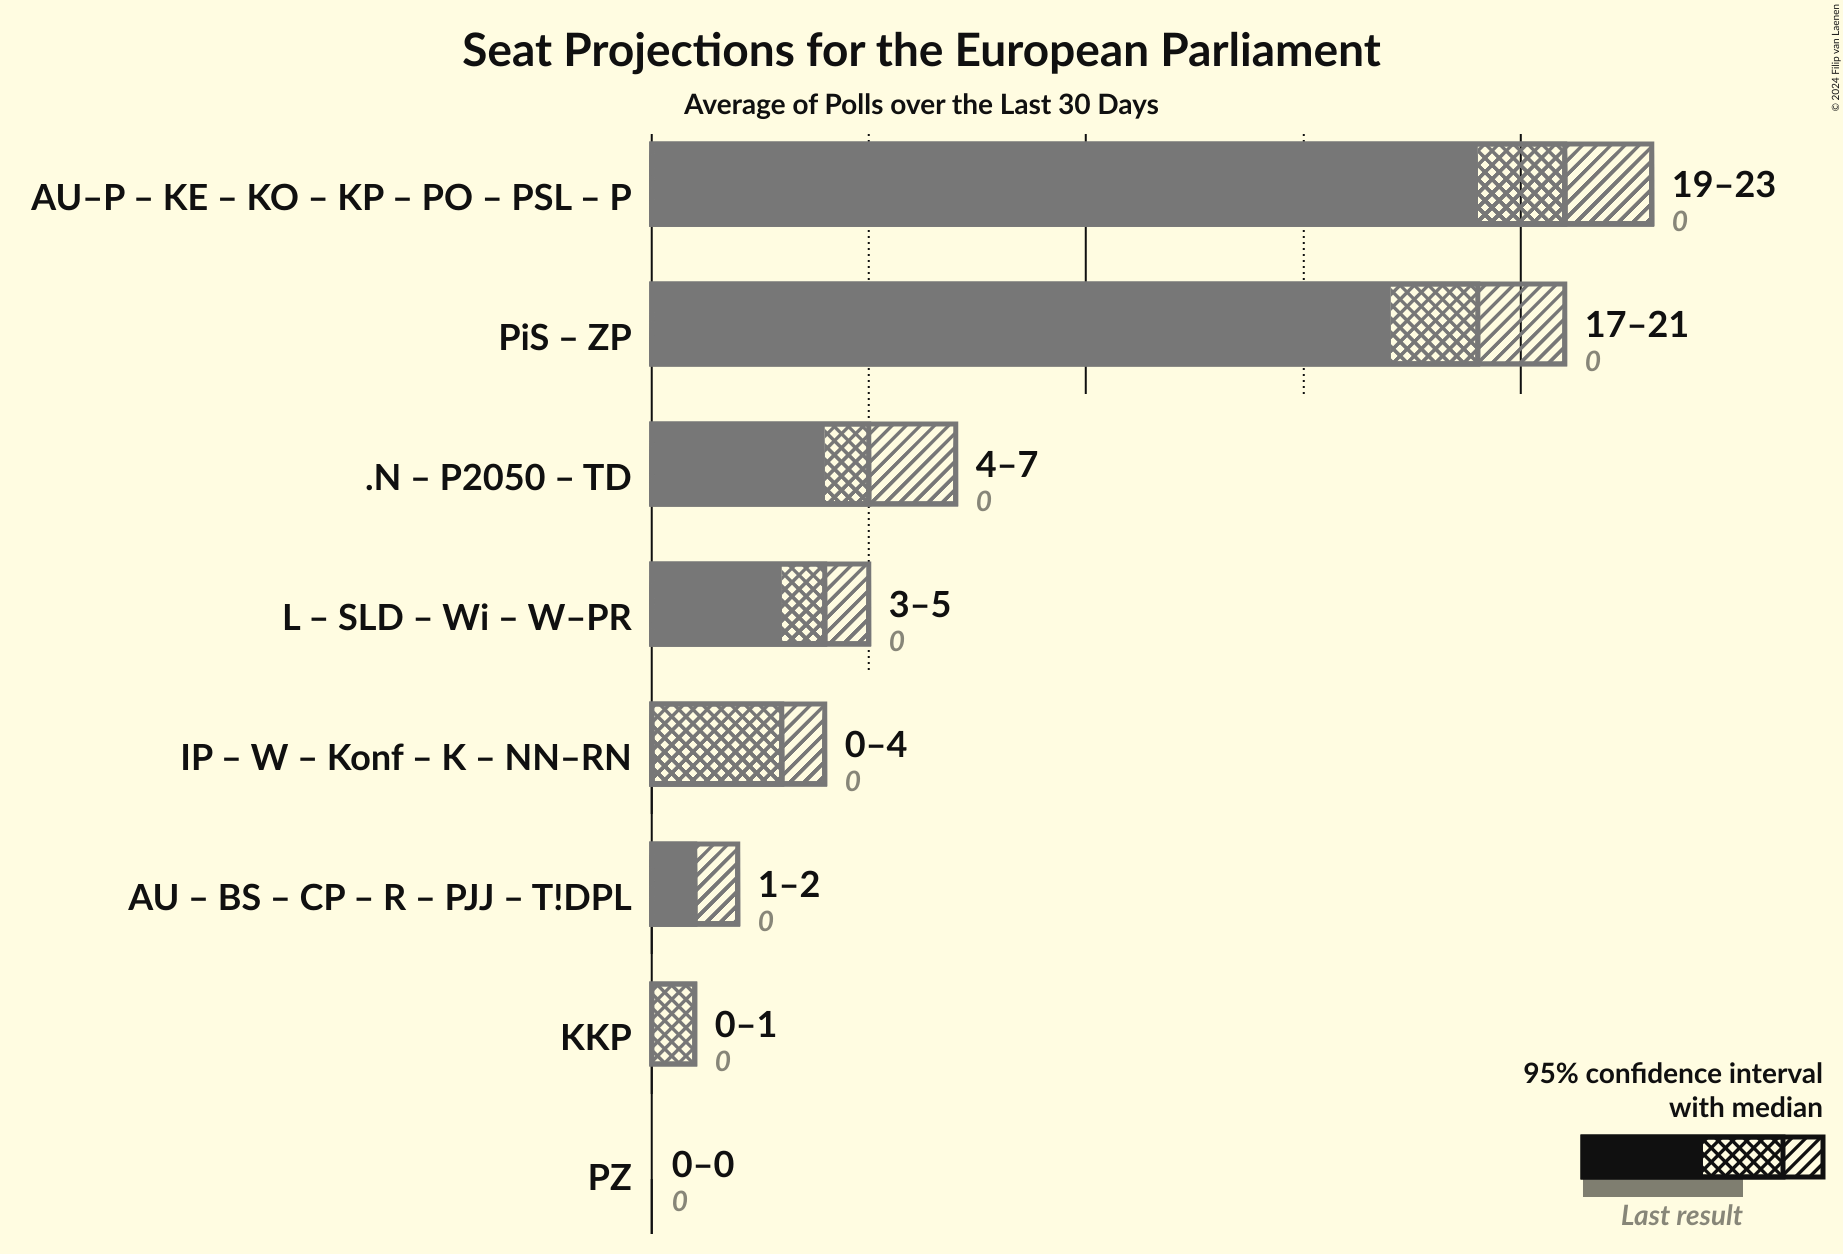 Seat Projections for the European Parliament
Average of Polls over the Last 30 Days
© 2024 Filip van Laenen
AU–P – KE – KO – KP – PO – PSL – P
19–23
0
PiS – ZP
17–21
0
.N – P2050 – TD
4–7
0
L – SLD – Wi – W–PR
3–5
0
IP – W – Konf – K – NN–RN
0–4
0
AU – BS – CP – R – PJJ – T!DPL
1–2
0
KKP
0–1
0
PZ
0–0
0
95% confidence interval
with median
Last result